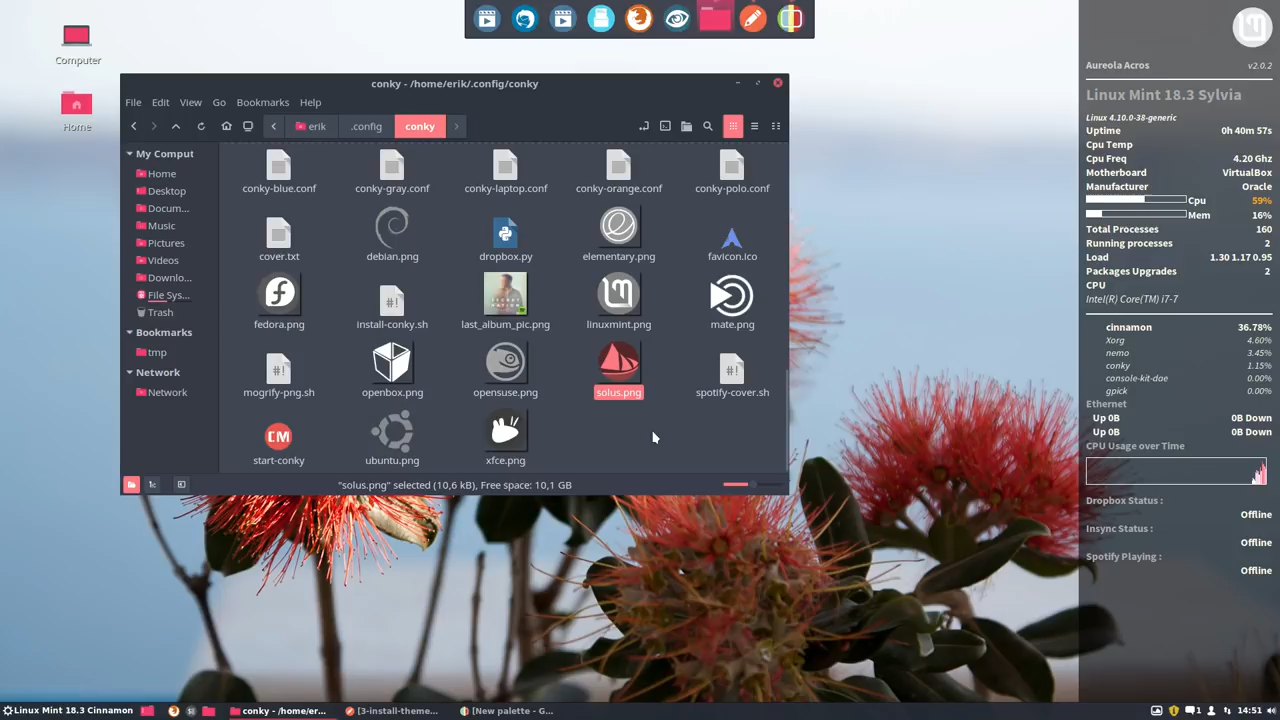 Computer
Home
conky - /home/erik/.config/conky
File Edit View Go Bookmarks Help
erik .config conky
My Comput
Home
Desktop
Docum...
Music
Pictures
Videos
Downlo...
File Sys...
Trash
Bookmarks
tmp
Network
Network
conky-blue.conf conky-gray.conf conky-laptop.conf conky-orange.conf conky-polo.conf
cover.txt debian.png dropbox.py elementary.png favicon.ico
fedora.png install-conky.sh last_album_pic.png linuxmint.png mate.png
mogrify-png.sh openbox.png opensuse.png solus.png spotify-cover.sh
CM
start-conky ubuntu.png xfce.png
"solus.png" selected (10,6 kB), Free space: 10,1 GB
Aureola Acros v2.0.2
Linux Mint 18.3 Sylvia
Linux 4.10.0-38-generic
Uptime 0h 40m 57s
Cpu Temp
Cpu Freq 4.20 Ghz
Motherboard VirtualBox
Manufacturer Oracle
Cpu 59%
Mem 16%
Total Processes 160
Running processes 2
Load 1.30 1.17 0.95
Packages Upgrades 2
CPU
Intel(R) Core(TM) i7-7
cinnamon 36.78%
Xorg 4.60%
nemo 3.45%
conky 1.15%
console-kit-dae 0.00%
gpick 0.00%
Ethernet
Up 0B 0B Down
Up 0B 0B Down
CPU Usage over Time
Dropbox Status :
Offline
Insync Status :
Offline
Spotify Playing :
Offline
Linux Mint 18.3 Cinnamon conky - /home/er... [3-install-theme... [New palette - G... 1 14:51